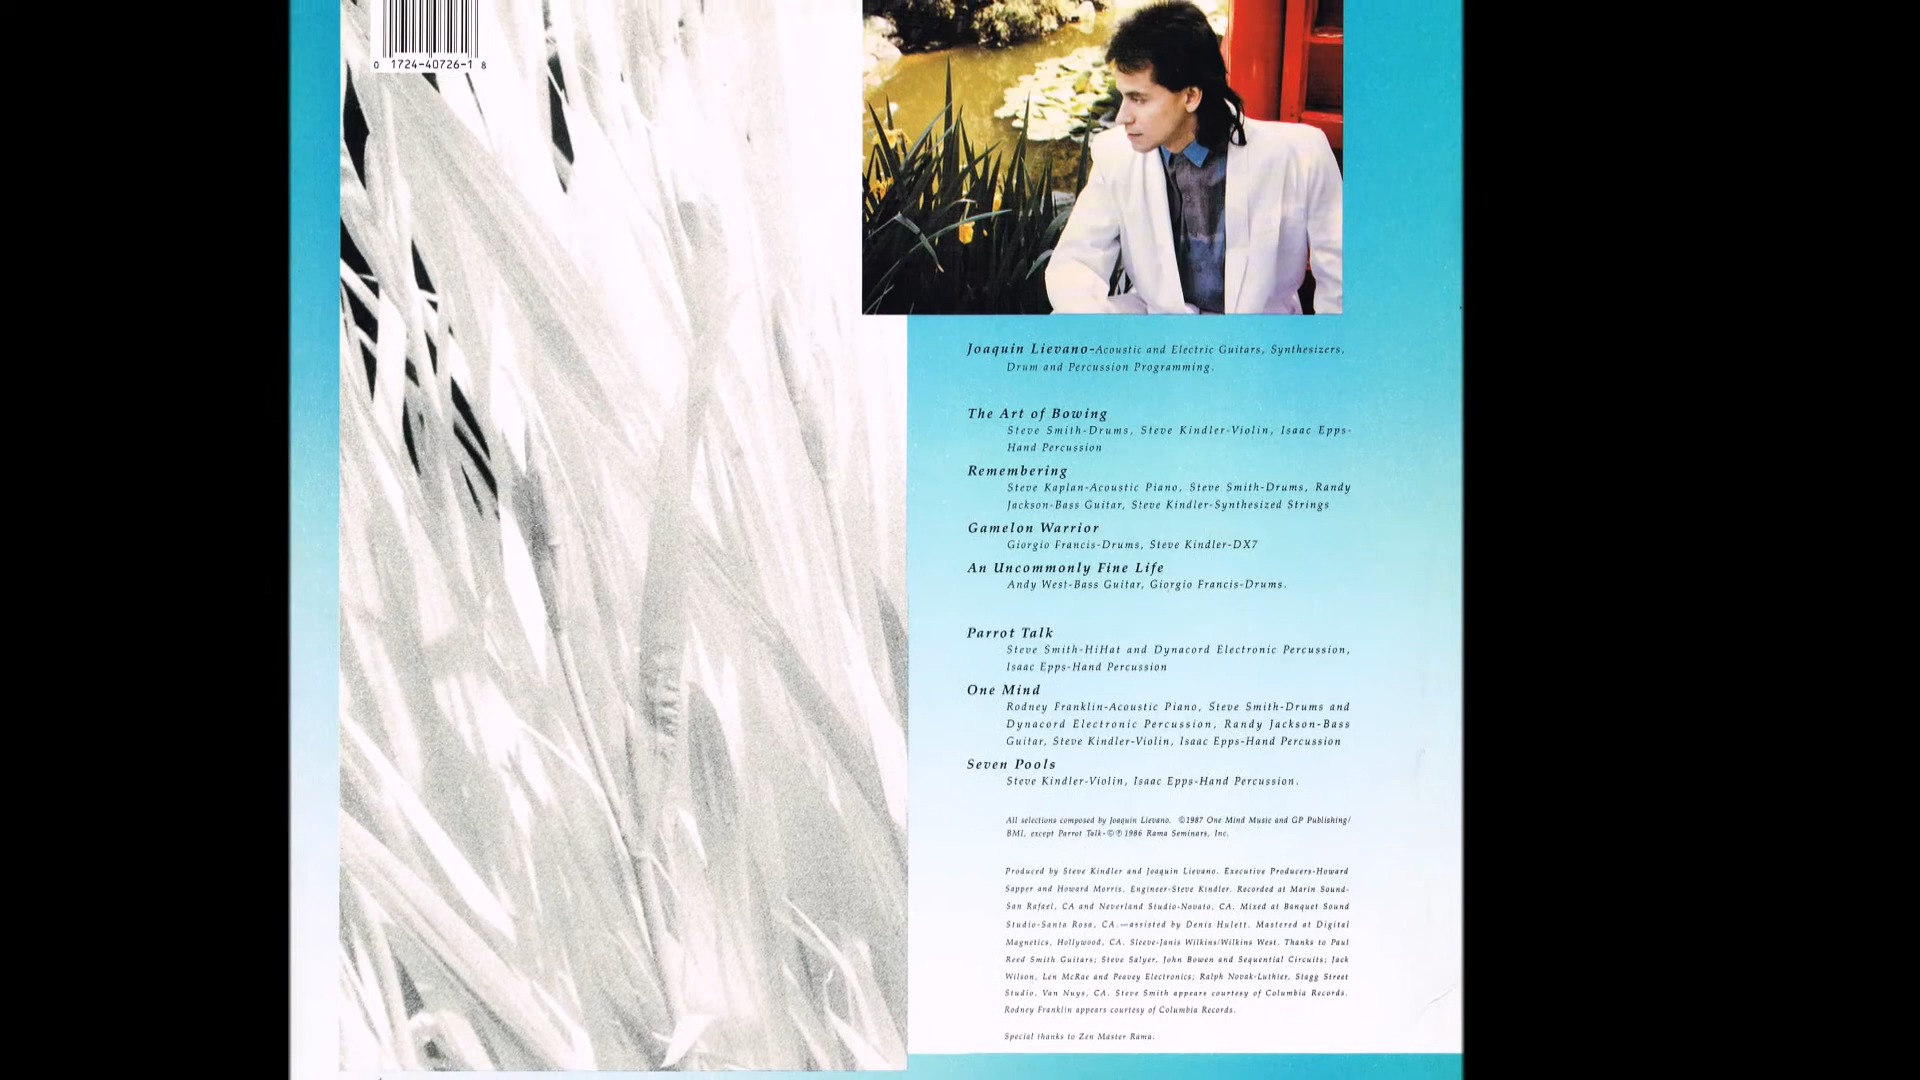 0 1724-40726-1 8
Joaquin Lievano-Acoustic and Electric Guitars, Synthesizers,
Drum and Percussion Programming.
The Art of Bowing
Steve Smith-Drums, Steve Kindler-Violin, Isaac Epps-
Hand Percussion
Remembering
Steve Kaplan-Acoustic Piano, Steve Smith-Drums, Randy
Jackson-Bass Guitar, Steve Kindler-Synthesized Strings
Gamelon Warrior
Giorgio Francis-Drums, Steve Kindler-DX7
An Uncommonly Fine Life
Andy West-Bass Guitar, Giorgio Francis-Drums.
Parrot Talk
Steve Smith-HiHat and Dynacord Electronic Percussion,
Isaac Epps-Hand Percussion
One Mind
Rodney Franklin-Acoustic Piano, Steve Smith-Drums and
Dynacord Electronic Percussion, Randy Jackson-Bass
Guitar, Steve Kindler-Violin, Isaac Epps-Hand Percussion
Seven Pools
Steve Kindler-Violin, Isaac Epps-Hand Percussion.
All selections composed by Joaquin Lievano. ©1987 One Mind Music and GP Publishing/
BMI, except Parrot Talk-©℗1986 Rama Seminars, Inc.
Produced by Steve Kindler and Joaquin Lievano. Executive Producers-Howard
Sapper and Howard Morris. Engineer-Steve Kindler. Recorded at Marin Sound-
San Rafael, CA and Neverland Studio-Novato, CA. Mixed at Banquet Sound
Studio-Santa Rosa, CA.—assisted by Denis Hulett. Mastered at Digital
Magnetics, Hollywood, CA. Sleeve-Janis Wilkins/Wilkins West. Thanks to Paul
Reed Smith Guitars; Steve Salyer, John Bowen and Sequential Circuits; Jack
Wilson, Len McRae and Peavey Electronics; Ralph Novak-Luthier, Stagg Street
Studio, Van Nuys, CA. Steve Smith appears courtesy of Columbia Records.
Rodney Franklin appears courtesy of Columbia Records.
Special thanks to Zen Master Rama.